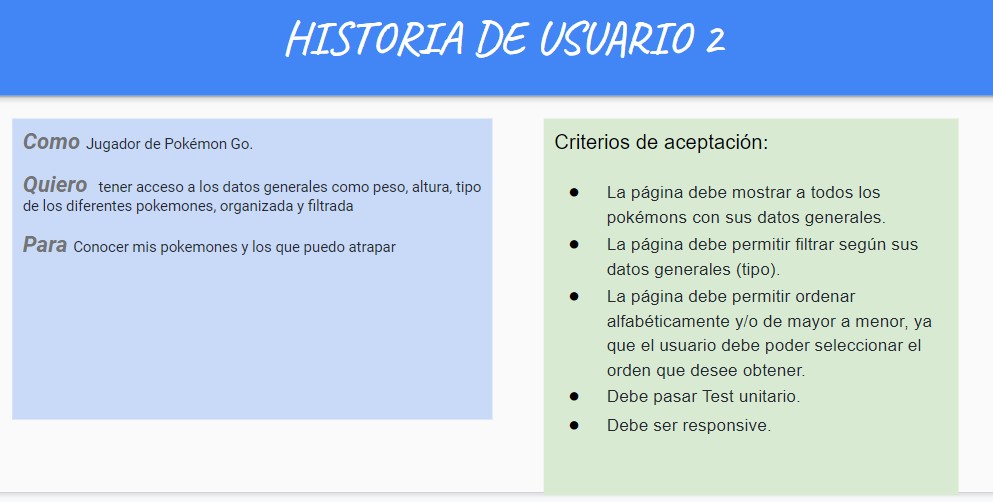 HISTORIA DE USUARIO 2
Como Jugador de Pokémon Go.
Quiero tener acceso a los datos generales como peso, altura, tipo
de los diferentes pokemones, organizada y filtrada
Para Conocer mis pokemones y los que puedo atrapar
Criterios de aceptación:
● La página debe mostrar a todos los
pokémons con sus datos generales.
● La página debe permitir filtrar según sus
datos generales (tipo).
● La página debe permitir ordenar
alfabéticamente y/o de mayor a menor, ya
que el usuario debe poder seleccionar el
orden que desee obtener.
● Debe pasar Test unitario.
● Debe ser responsive.